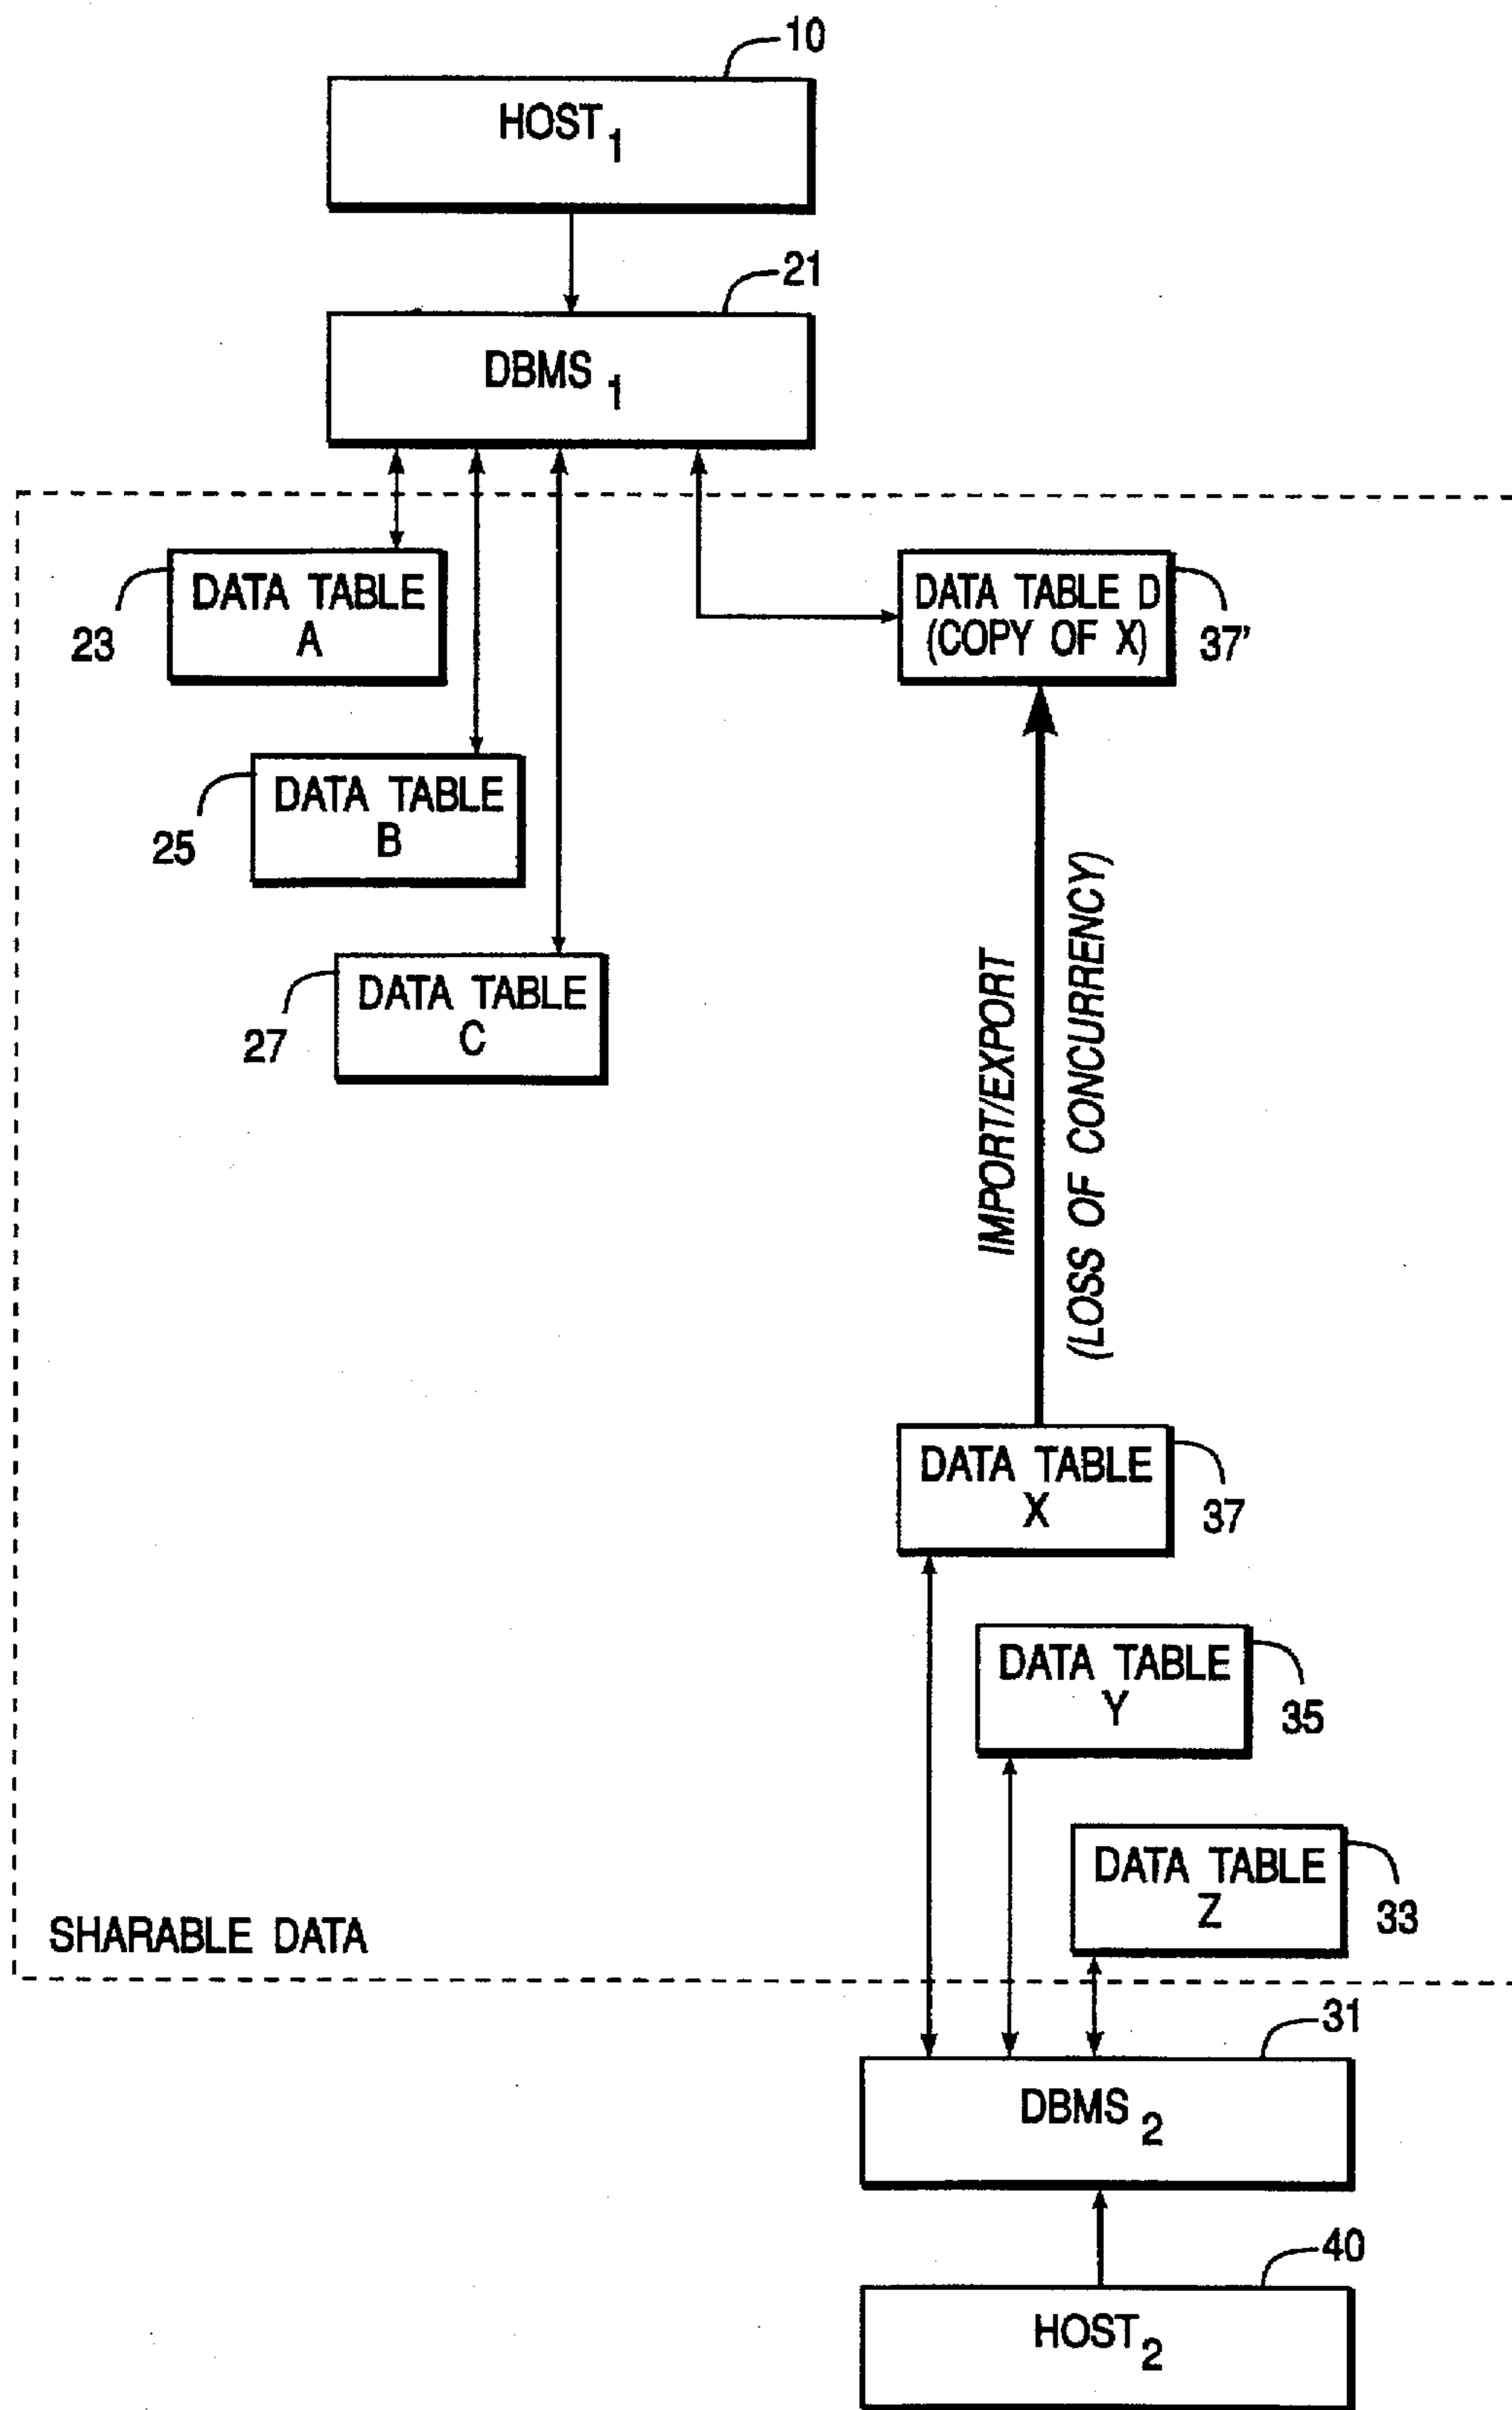 10
HOST1
21
DBMS 1
DATA TABLE
A
23
DATA TABLE D
(COPY OF X)
37'
DATA TABLE
B
25
DATA TABLE
C
27
IMPORT/EXPORT
(LOSS OF CONCURRENCY)
DATA TABLE
X
37
DATA TABLE
Y
35
DATA TABLE
Z
33
SHARABLE DATA
31
DBMS 2
40
HOST2